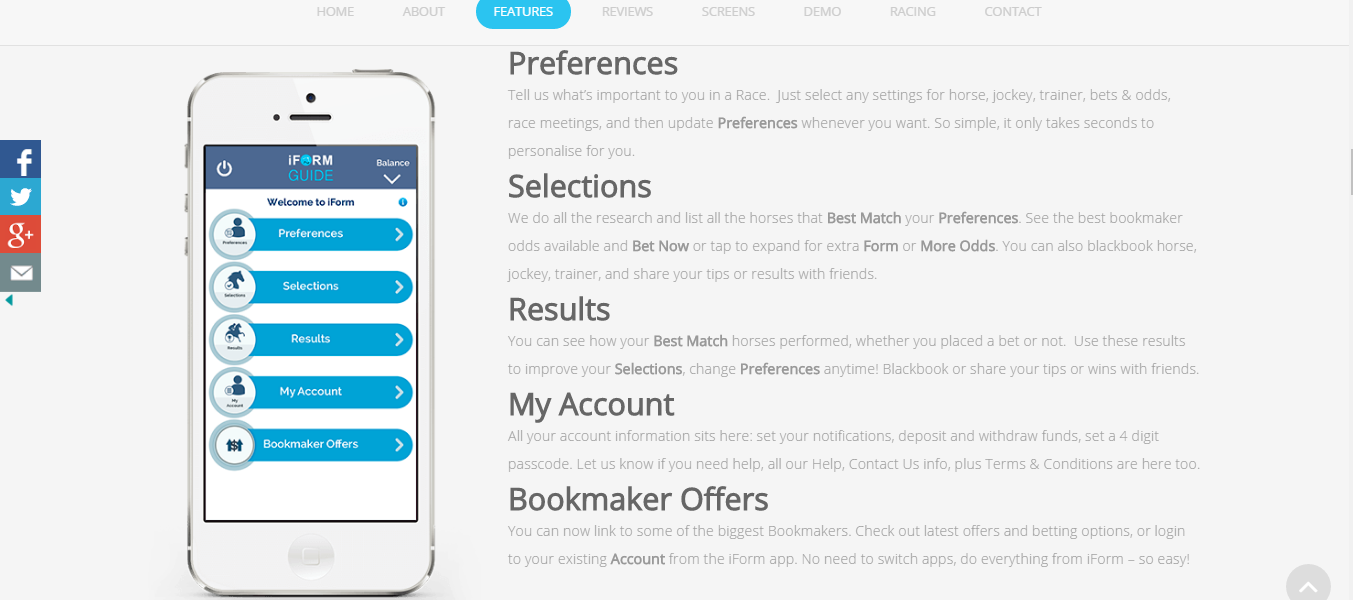 HOME ABOUT FEATURES REVIEWS SCREENS DEMO RACING CONTACT
iFORM
GUIDE
Balance
Welcome to iForm
Preferences
Preferences
Selections
Selections
Results
Results
My
Account
My Account
Bookmaker Offers
Preferences
Tell us what's important to you in a Race. Just select any settings for horse, jockey, trainer, bets & odds,
race meetings, and then update Preferences whenever you want. So simple, it only takes seconds to
personalise for you.
Selections
We do all the research and list all the horses that Best Match your Preferences. See the best bookmaker
odds available and Bet Now or tap to expand for extra Form or More Odds. You can also blackbook horse,
jockey, trainer, and share your tips or results with friends.
Results
You can see how your Best Match horses performed, whether you placed a bet or not. Use these results
to improve your Selections, change Preferences anytime! Blackbook or share your tips or wins with friends.
My Account
All your account information sits here: set your notifications, deposit and withdraw funds, set a 4 digit
passcode. Let us know if you need help, all our Help, Contact Us info, plus Terms & Conditions are here too.
Bookmaker Offers
You can now link to some of the biggest Bookmakers. Check out latest offers and betting options, or login
to your existing Account from the iForm app. No need to switch apps, do everything from iForm – so easy!